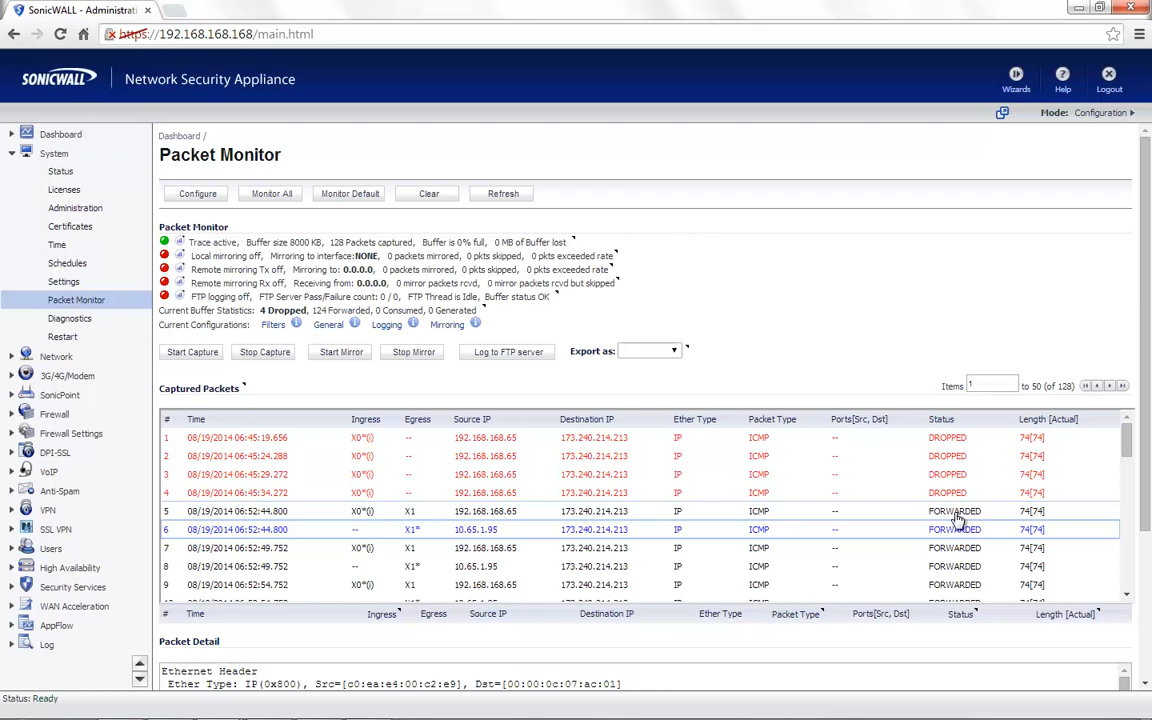 SonicWALL - Administrati
https://192.168.168.168/main.html
SONICWALL Network Security Appliance
Wizards Help Logout
Mode: Configuration
Dashboard
System
Status
Licenses
Administration
Certificates
Time
Schedules
Settings
Packet Monitor
Diagnostics
Restart
Network
3G/4G/Modem
SonicPoint
Firewall
Firewall Settings
DPI-SSL
VoIP
Anti-Spam
VPN
SSL VPN
Users
High Availability
Security Services
WAN Acceleration
AppFlow
Log
Status: Ready
Dashboard /
Packet Monitor
Configure Monitor All Monitor Default Clear Refresh
Packet Monitor
Trace active, Buffer size 8000 KB, 128 Packets captured, Buffer is 0% full, 0 MB of Buffer lost
Local mirroring off, Mirroring to interface:NONE, 0 packets mirrored, 0 pkts skipped, 0 pkts exceeded rate
Remote mirroring Tx off, Mirroring to: 0.0.0.0, 0 packets mirrored, 0 pkts skipped, 0 pkts exceeded rate
Remote mirroring Rx off, Receiving from: 0.0.0.0, 0 mirror packets rcvd, 0 mirror packets rcvd but skipped
FTP logging off, FTP Server Pass/Failure count: 0 / 0, FTP Thread is Idle, Buffer status OK
Current Buffer Statistics: 4 Dropped, 124 Forwarded, 0 Consumed, 0 Generated
Current Configurations: Filters General Logging Mirroring
Start Capture Stop Capture Start Mirror Stop Mirror Log to FTP server Export as:
Captured Packets Items 1 to 50 (of 128)
# Time Ingress Egress Source IP Destination IP Ether Type Packet Type Ports[Src, Dst] Status Length [Actual]
1 08/19/2014 06:45:19.656 X0*(i) -- 192.168.168.65 173.240.214.213 IP ICMP -- DROPPED 74[74]
2 08/19/2014 06:45:24.288 X0*(i) -- 192.168.168.65 173.240.214.213 IP ICMP -- DROPPED 74[74]
3 08/19/2014 06:45:29.272 X0*(i) -- 192.168.168.65 173.240.214.213 IP ICMP -- DROPPED 74[74]
4 08/19/2014 06:45:34.272 X0*(i) -- 192.168.168.65 173.240.214.213 IP ICMP -- DROPPED 74[74]
5 08/19/2014 06:52:44.800 X0*(i) X1 192.168.168.65 173.240.214.213 IP ICMP -- FORWARDED 74[74]
6 08/19/2014 06:52:44.800 -- X1* 10.65.1.95 173.240.214.213 IP ICMP -- FORWARDED 74[74]
7 08/19/2014 06:52:49.752 X0*(i) X1 192.168.168.65 173.240.214.213 IP ICMP -- FORWARDED 74[74]
8 08/19/2014 06:52:49.752 -- X1* 10.65.1.95 173.240.214.213 IP ICMP -- FORWARDED 74[74]
9 08/19/2014 06:52:54.752 X0*(i) X1 192.168.168.65 173.240.214.213 IP ICMP -- FORWARDED 74[74]
# Time Ingress Egress Source IP Destination IP Ether Type Packet Type Ports[Src, Dst] Status Length [Actual]
Packet Detail
Ethernet Header
Ether Type: IP(0x800), Src=[c0:ea:e4:00:c2:e9], Dst=[00:00:0c:07:ac:01]